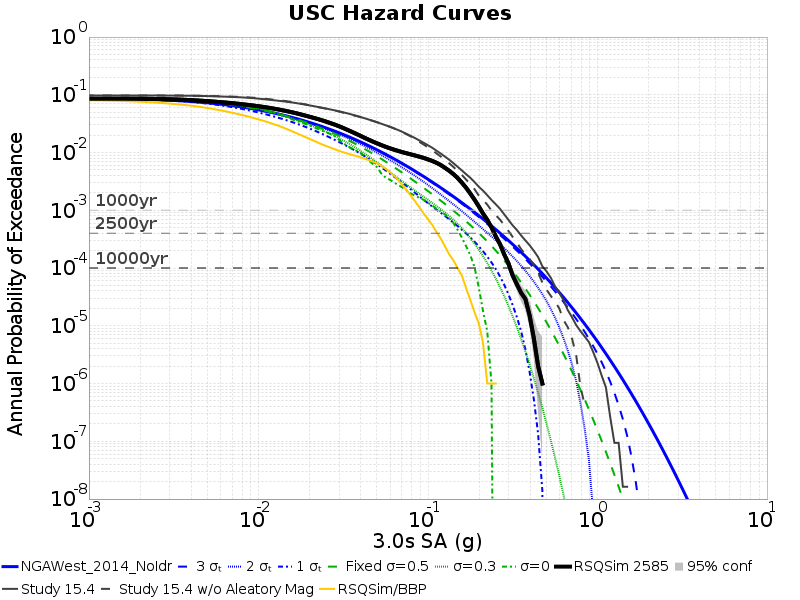 USC Hazard Curves
Annual Probability of Exceedance
10^0
10^-1
10^-2
10^-3
10^-4
10^-5
10^-6
10^-7
10^-8
1000yr
2500yr
10000yr
10^-3 10^-2 10^-1 10^0 10^1
3.0s SA (g)
NGAWest_2014_NoIdr 3 σₜ 2 σₜ 1 σₜ Fixed σ=0.5 σ=0.3 σ=0 RSQSim 2585 95% conf
Study 15.4 Study 15.4 w/o Aleatory Mag RSQSim/BBP